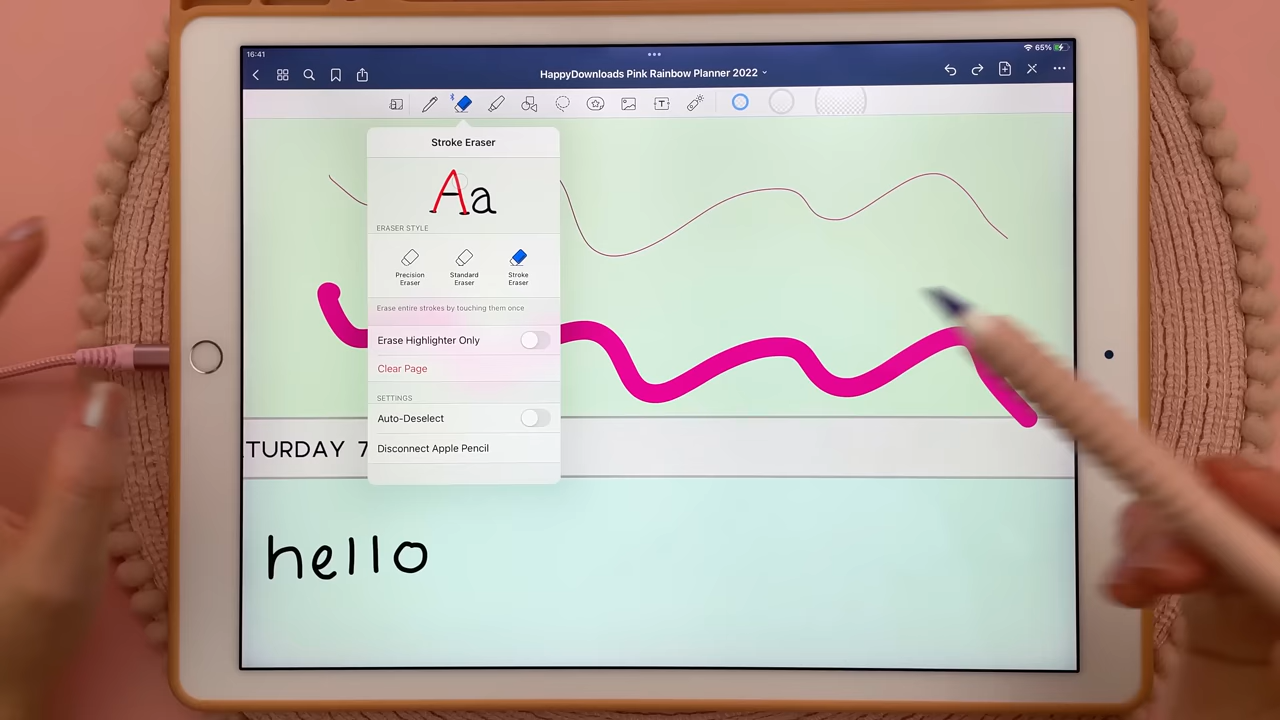 16:41
65%
HappyDownloads Pink Rainbow Planner 2022
T
Stroke Eraser
Aa
ERASER STYLE
Precision Eraser
Standard Eraser
Stroke Eraser
Erase entire strokes by touching them once
Erase Highlighter Only
Clear Page
SETTINGS
Auto-Deselect
TURDAY 7
Disconnect Apple Pencil
hello